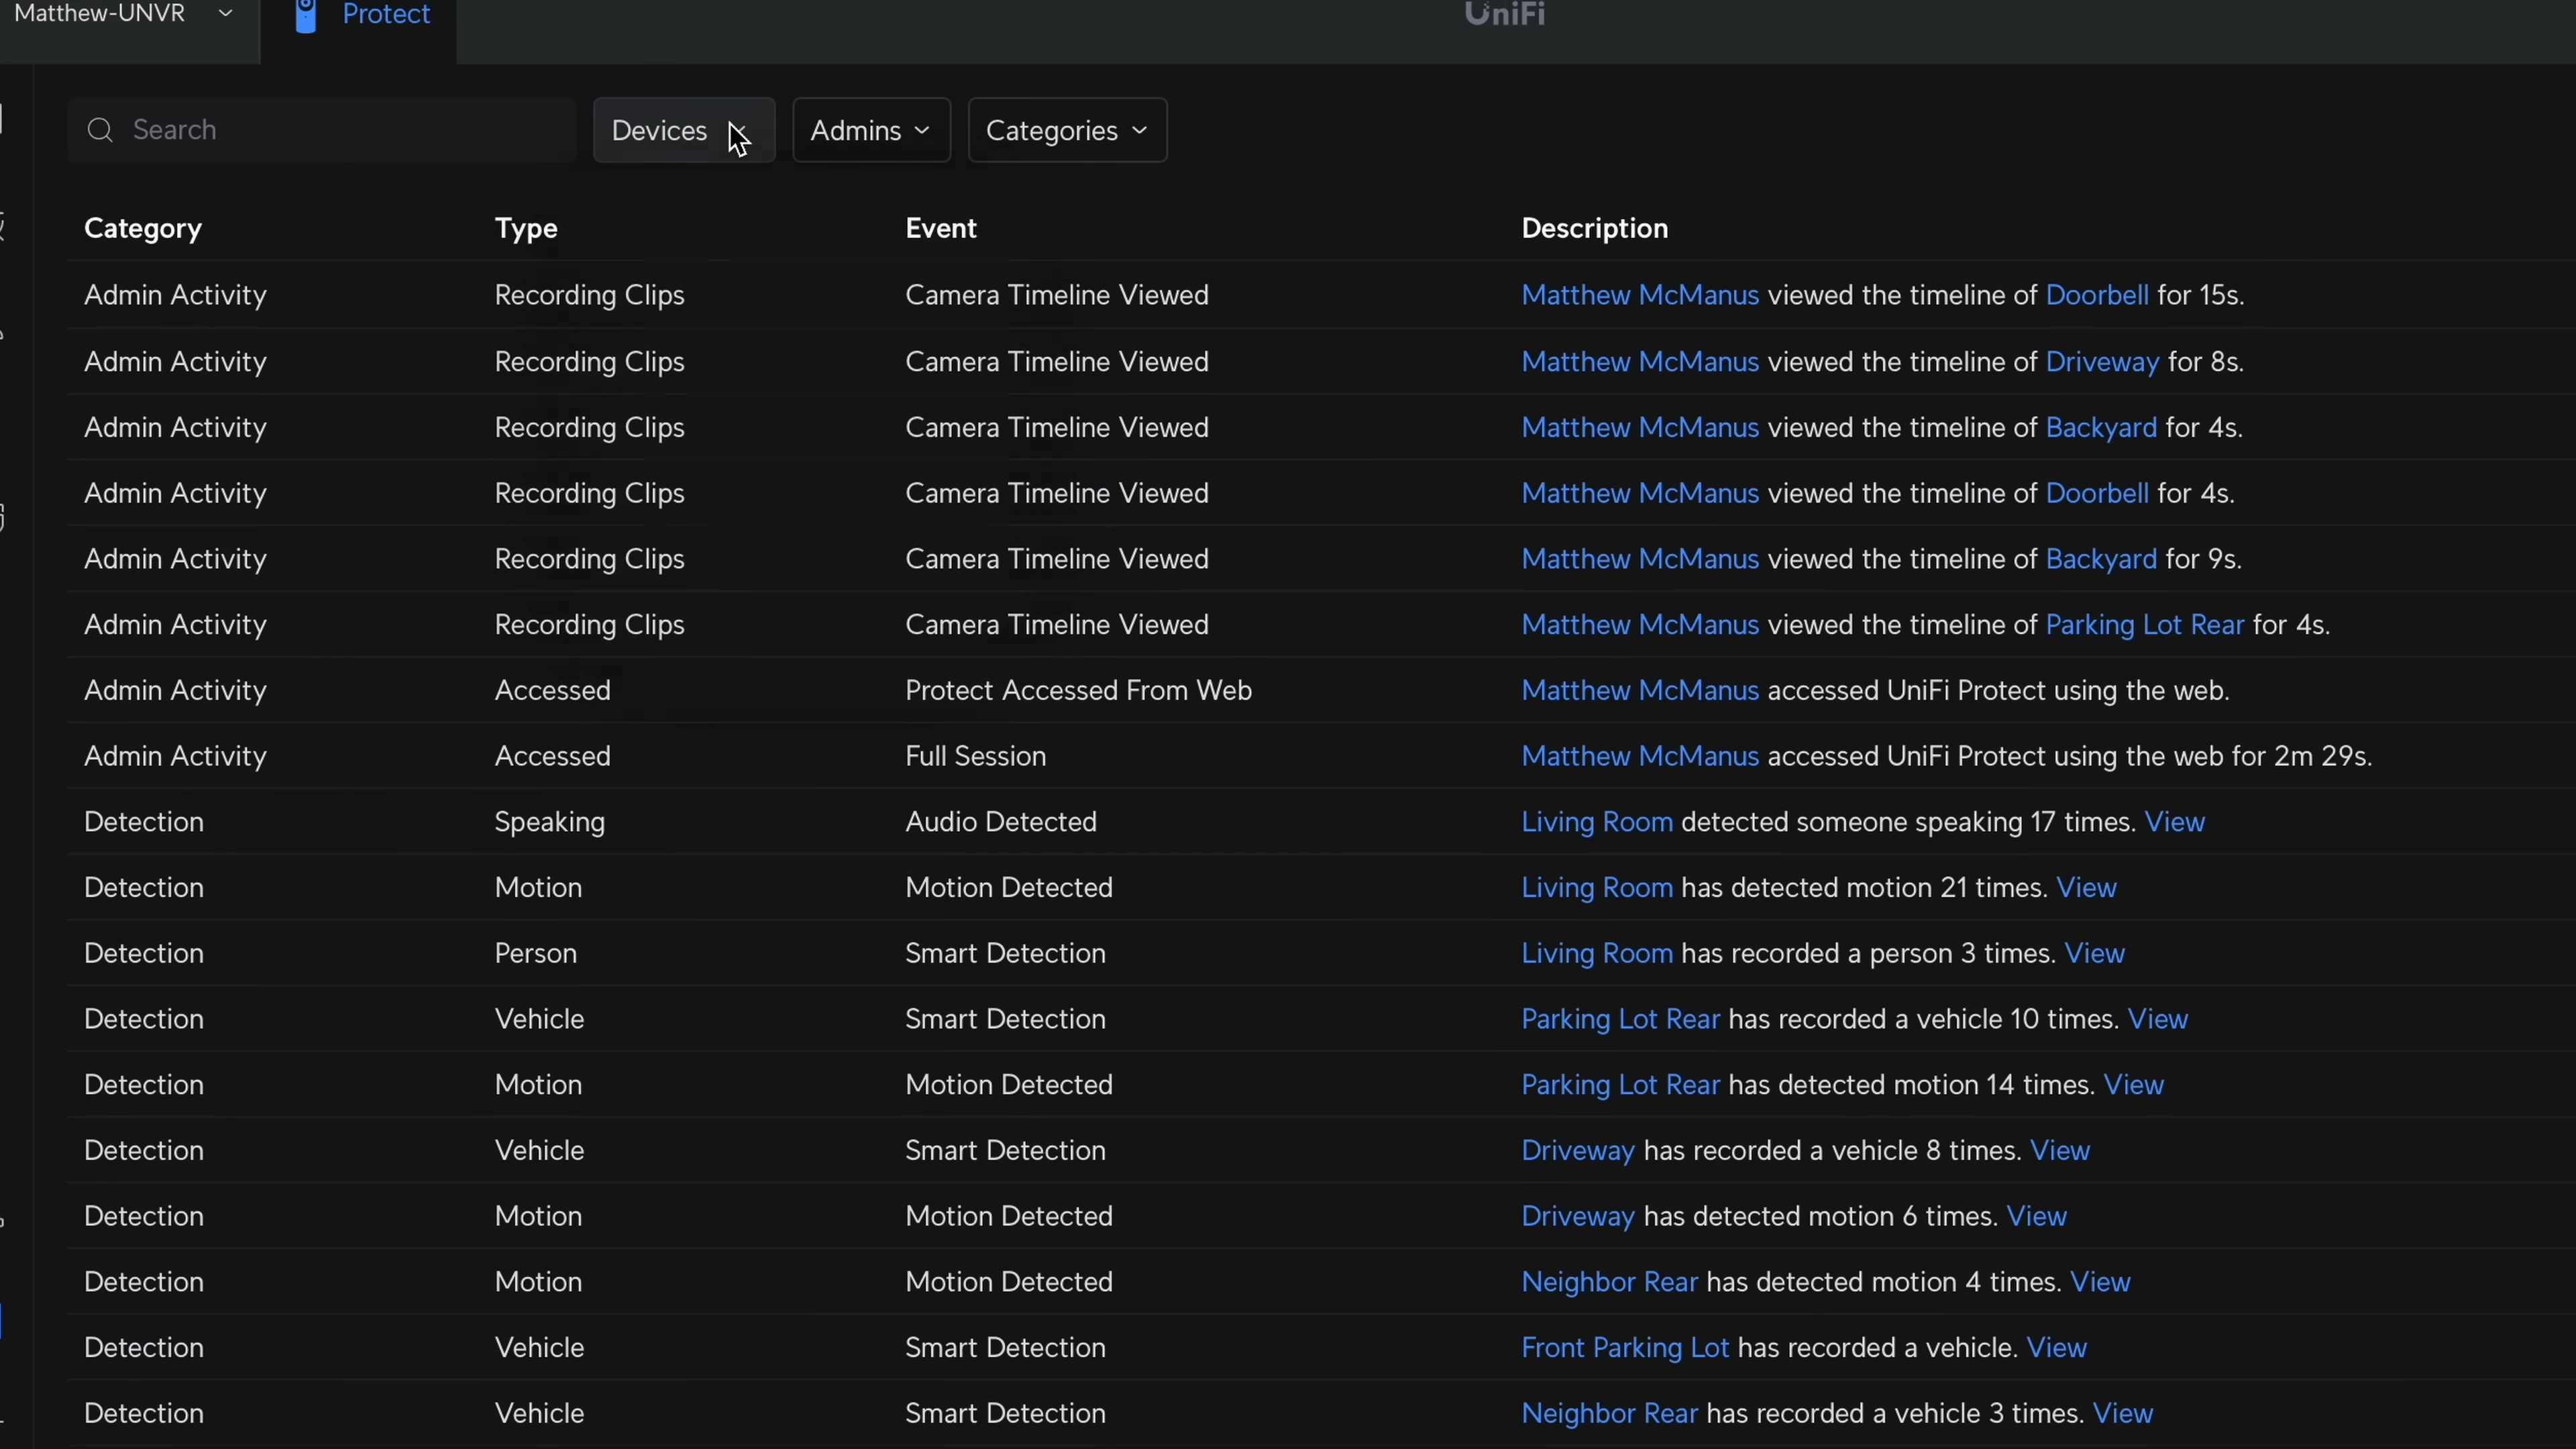 Matthew-UNVR Protect UniFi
Search Devices Admins Categories
Category Type Event Description
Admin Activity Recording Clips Camera Timeline Viewed Matthew McManus viewed the timeline of Doorbell for 15s.
Admin Activity Recording Clips Camera Timeline Viewed Matthew McManus viewed the timeline of Driveway for 8s.
Admin Activity Recording Clips Camera Timeline Viewed Matthew McManus viewed the timeline of Backyard for 4s.
Admin Activity Recording Clips Camera Timeline Viewed Matthew McManus viewed the timeline of Doorbell for 4s.
Admin Activity Recording Clips Camera Timeline Viewed Matthew McManus viewed the timeline of Backyard for 9s.
Admin Activity Recording Clips Camera Timeline Viewed Matthew McManus viewed the timeline of Parking Lot Rear for 4s.
Admin Activity Accessed Protect Accessed From Web Matthew McManus accessed UniFi Protect using the web.
Admin Activity Accessed Full Session Matthew McManus accessed UniFi Protect using the web for 2m 29s.
Detection Speaking Audio Detected Living Room detected someone speaking 17 times. View
Detection Motion Motion Detected Living Room has detected motion 21 times. View
Detection Person Smart Detection Living Room has recorded a person 3 times. View
Detection Vehicle Smart Detection Parking Lot Rear has recorded a vehicle 10 times. View
Detection Motion Motion Detected Parking Lot Rear has detected motion 14 times. View
Detection Vehicle Smart Detection Driveway has recorded a vehicle 8 times. View
Detection Motion Motion Detected Driveway has detected motion 6 times. View
Detection Motion Motion Detected Neighbor Rear has detected motion 4 times. View
Detection Vehicle Smart Detection Front Parking Lot has recorded a vehicle. View
Detection Vehicle Smart Detection Neighbor Rear has recorded a vehicle 3 times. View